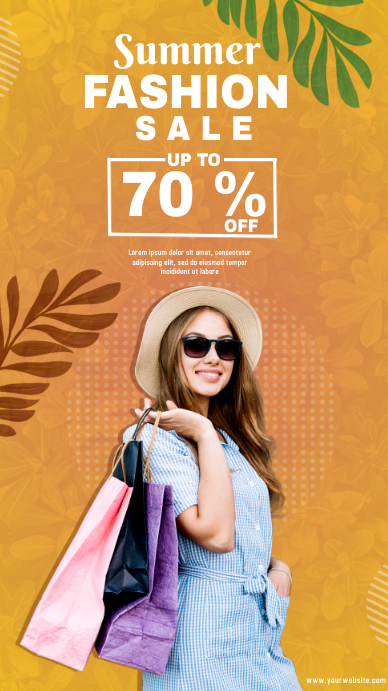 Summer
FASHION
SALE
UP TO
70 %
OFF
Lorem ipsum dolor sit amet, consectetur
adipiscing elit, sed do eiusmod tempor
incididunt ut labore
www.yourwebsite.com